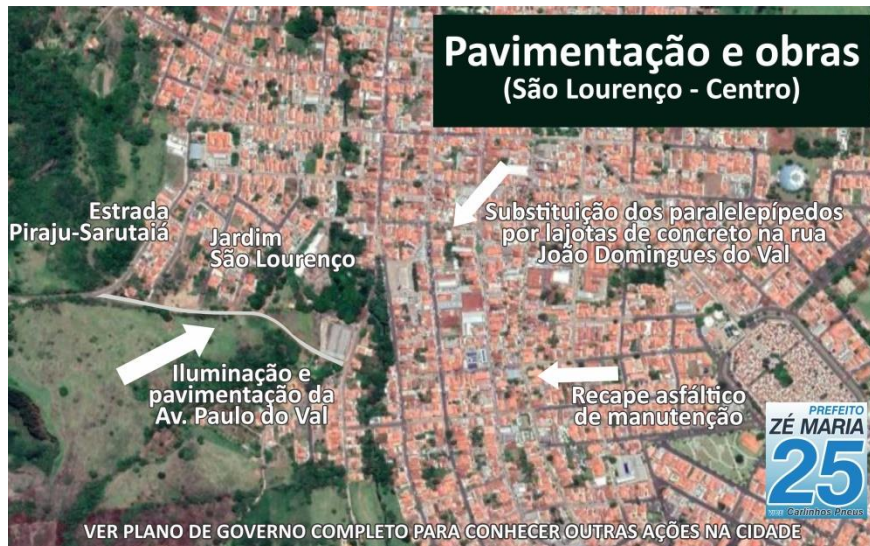 Pavimentação e obras
(São Lourenço - Centro)
Estrada
Piraju-Sarutaiá
Jardim
São Lourenço
Substituição dos paralelepípedos
por lajotas de concreto na rua
João Domingues do Val
Iluminação e
pavimentação da
Av. Paulo do Val
Recape asfáltico
de manutenção
PREFEITO
ZÉ MARIA
25
VICE Carlinhos Pneus
VER PLANO DE GOVERNO COMPLETO PARA CONHECER OUTRAS AÇÕES NA CIDADE